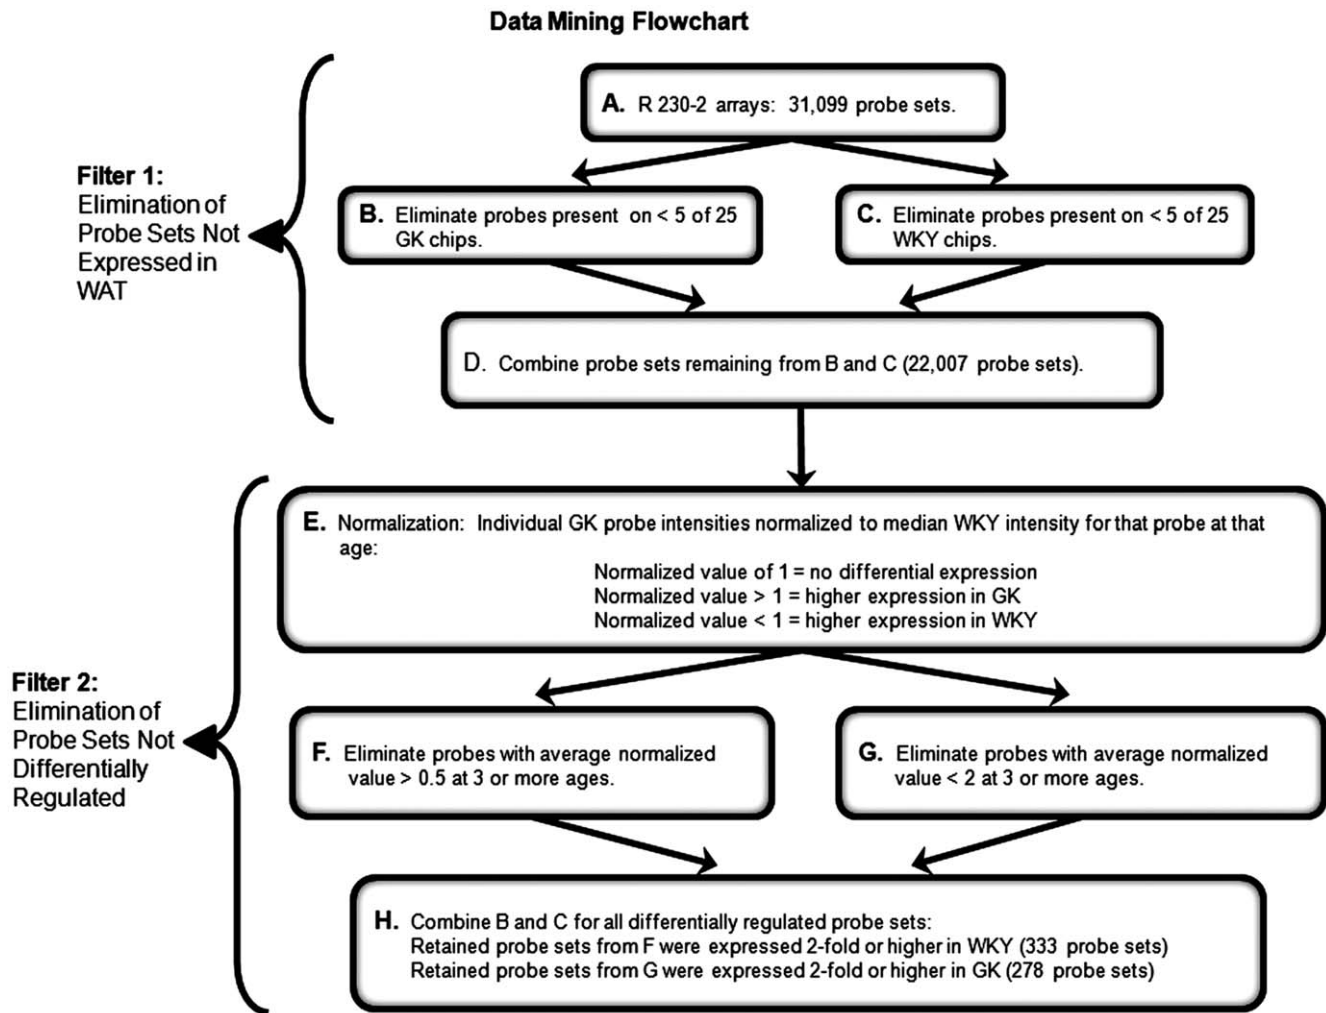 Data Mining Flowchart
A. R 230-2 arrays: 31,099 probe sets.
Filter 1:
Elimination of
Probe Sets Not
Expressed in
WAT
B. Eliminate probes present on < 5 of 25
GK chips.
C. Eliminate probes present on < 5 of 25
WKY chips.
D. Combine probe sets remaining from B and C (22,007 probe sets).
E. Normalization: Individual GK probe intensities normalized to median WKY intensity for that probe at that
age:
Normalized value of 1 = no differential expression
Normalized value > 1 = higher expression in GK
Normalized value < 1 = higher expression in WKY
Filter 2:
Elimination of
Probe Sets Not
Differentially
Regulated
F. Eliminate probes with average normalized
value > 0.5 at 3 or more ages.
G. Eliminate probes with average normalized
value < 2 at 3 or more ages.
H. Combine B and C for all differentially regulated probe sets:
Retained probe sets from F were expressed 2-fold or higher in WKY (333 probe sets)
Retained probe sets from G were expressed 2-fold or higher in GK (278 probe sets)